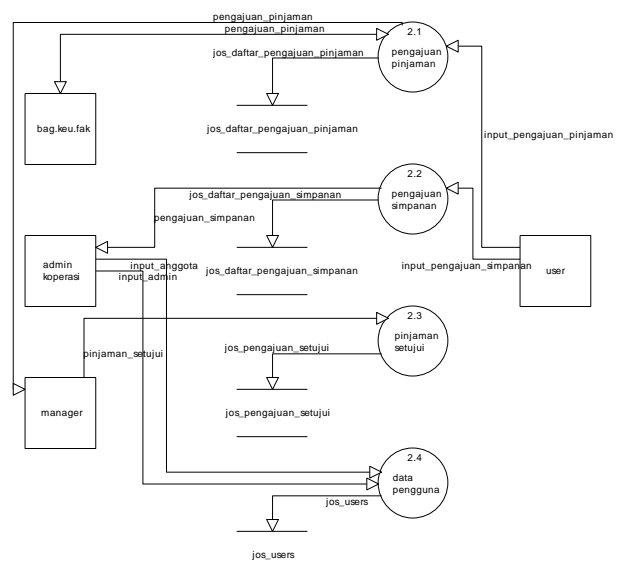 pengajuan_pinjaman
pengajuan_pinjaman
2.1
pengajuan
pinjaman
jos_daftar_pengajuan_pinjaman
bag.keu.fak
jos_daftar_pengajuan_pinjaman
input_pengajuan_pinjaman
2.2
pengajuan
simpanan
jos_daftar_pengajuan_simpanan
pengajuan_simpanan
admin
koperasi
input_anggota
input_admin
jos_daftar_pengajuan_simpanan
input_pengajuan_simpanan
user
2.3
pinjaman
setujui
pinjaman_setujui
jos_pengajuan_setujui
manager
jos_pengajuan_setujui
2.4
data
pengguna
jos_users
jos_users